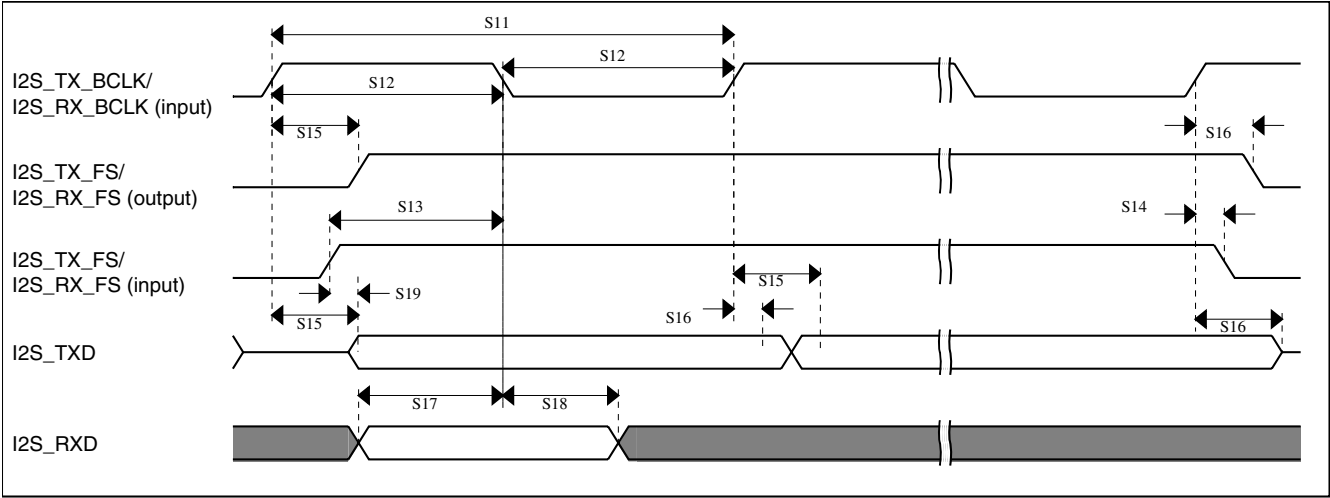 S11
S12
I2S_TX_BCLK/
I2S_RX_BCLK (input)
S12
S15
S16
I2S_TX_FS/
I2S_RX_FS (output)
S13
S14
I2S_TX_FS/
I2S_RX_FS (input)
S15
S19
S16
S15
S16
I2S_TXD
S17
S18
I2S_RXD